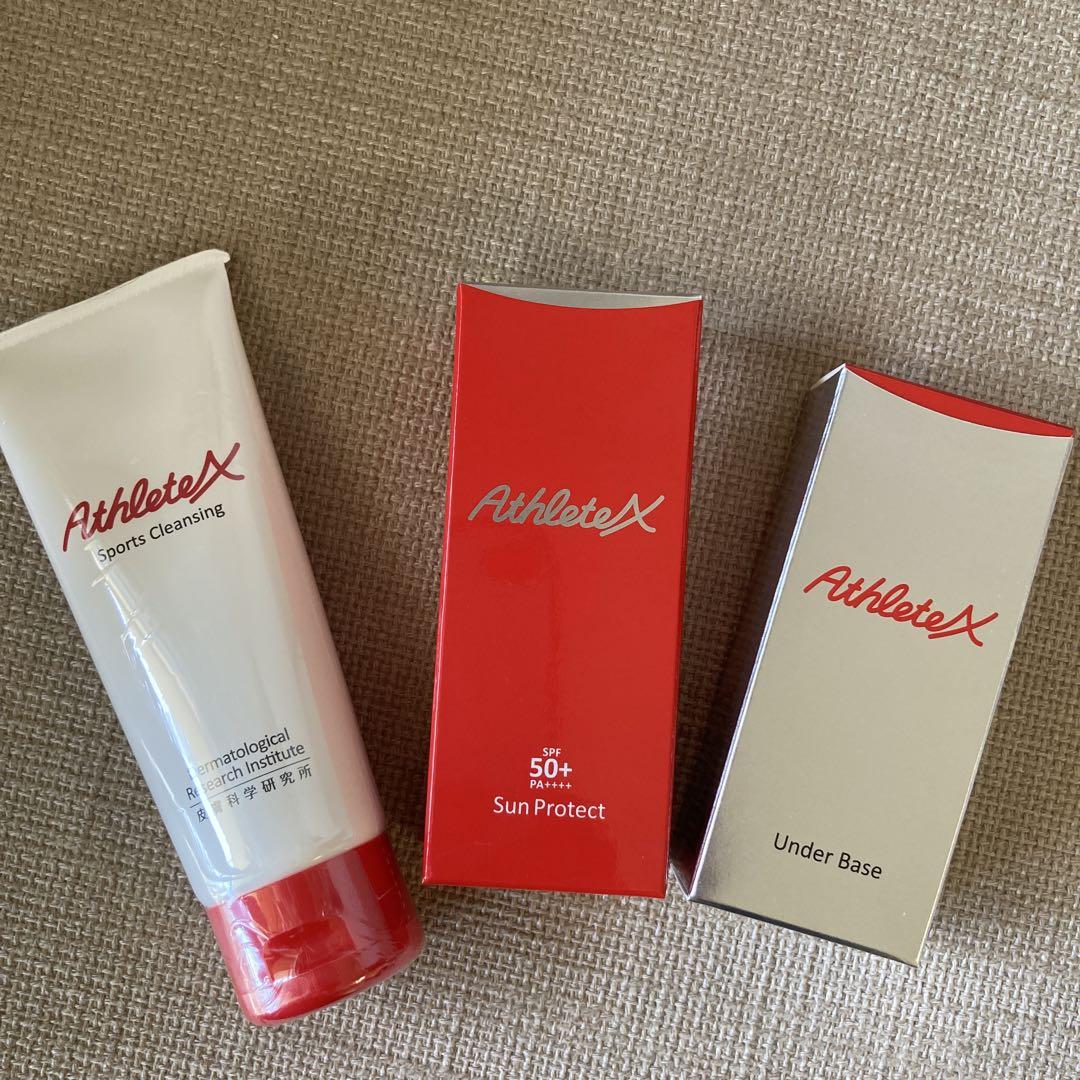 AthleteX
Sports Cleansing
Dermatological
Research Institute
皮膚科学研究所
AthleteX
SPF
50+
PA++++
Sun Protect
AthleteX
Under Base